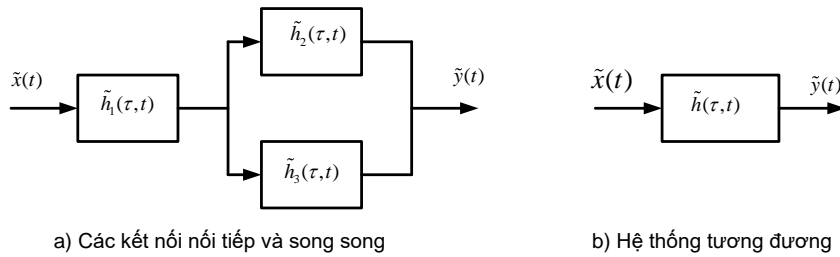 x̃(t)
h̃₁(τ,t)
h̃₂(τ,t)
h̃₃(τ,t)
ỹ(t)
a) Các kết nối nối tiếp và song song
x̃(t)
h̃(τ,t)
ỹ(t)
b) Hệ thống tương đương